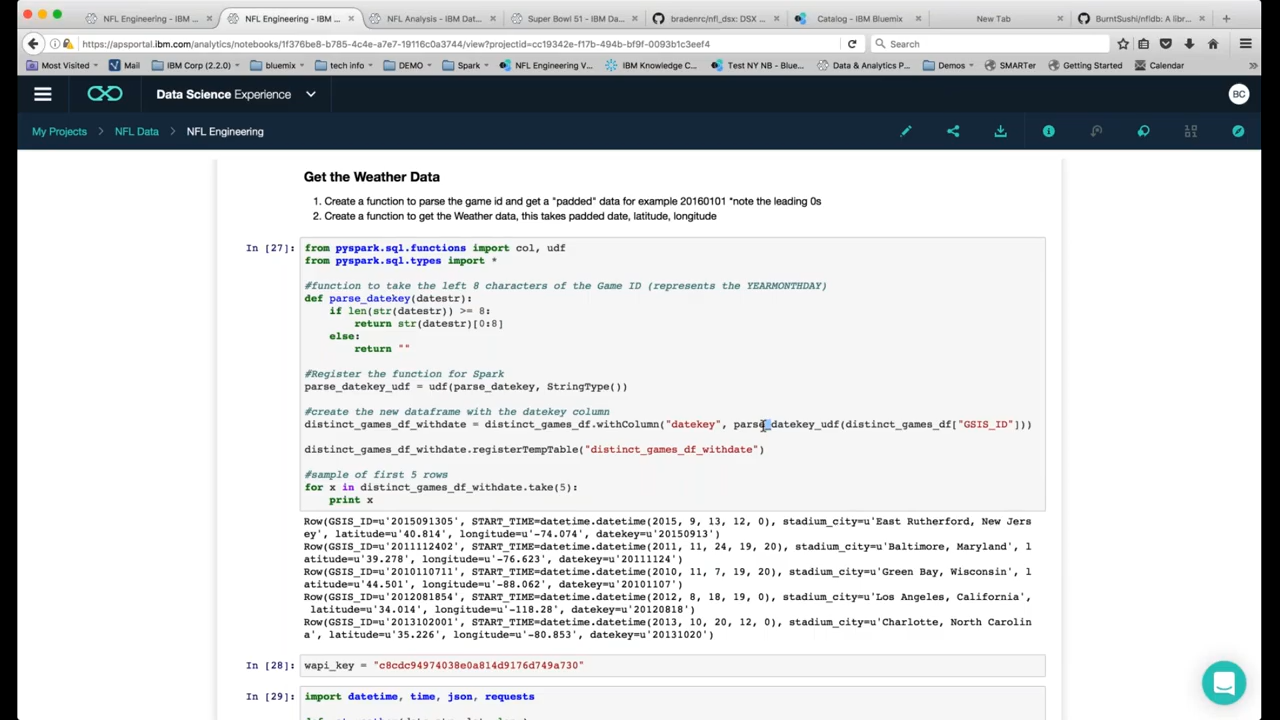 NFL Engineering - IBM ... ×
NFL Engineering - IBM ... ×
NFL Analysis - IBM Dat... ×
Super Bowl 51 - IBM Da... ×
bradenrc/nfl_dsx: DSX ... ×
Catalog - IBM Bluemix ×
New Tab ×
BurntSushi/nfldb: A librar... ×
https://apsportal.ibm.com/analytics/notebooks/1f376be8-b785-4c4e-a7e7-19116c0a3744/view?projectid=cc19342e-f17b-494b-bf9f-0093b1c3eef4
Search
Most Visited
Mail
IBM Corp (2.2.0)
bluemix
tech info
DEMO
Spark
NFL Engineering V...
IBM Knowledge C...
Test NY NB - Blue...
Data & Analytics P...
Demos
SMARTer
Getting Started
Calendar
Data Science Experience
BC
My Projects > NFL Data > NFL Engineering
Get the Weather Data
1. Create a function to parse the game id and get a "padded" data for example 20160101 *note the leading 0s
2. Create a function to get the Weather data, this takes padded date, latitude, longitude
In [27]:
from pyspark.sql.functions import col, udf
from pyspark.sql.types import *
#function to take the left 8 characters of the Game ID (represents the YEARMONTHDAY)
def parse_datekey(datestr):
if len(str(datestr)) >= 8:
return str(datestr)[0:8]
else:
return ""
#Register the function for Spark
parse_datekey_udf = udf(parse_datekey, StringType())
#create the new dataframe with the datekey column
distinct_games_df_withdate = distinct_games_df.withColumn("datekey", parse_datekey_udf(distinct_games_df["GSIS_ID"]))
distinct_games_df_withdate.registerTempTable("distinct_games_df_withdate")
#sample of first 5 rows
for x in distinct_games_df_withdate.take(5):
print x
Row(GSIS_ID=u'2015091305', START_TIME=datetime.datetime(2015, 9, 13, 12, 0), stadium_city=u'East Rutherford, New Jers
ey', latitude=u'40.814', longitude=u'-74.074', datekey=u'20150913')
Row(GSIS_ID=u'2011112402', START_TIME=datetime.datetime(2011, 11, 24, 19, 20), stadium_city=u'Baltimore, Maryland', l
atitude=u'39.278', longitude=u'-76.623', datekey=u'20111124')
Row(GSIS_ID=u'2010110711', START_TIME=datetime.datetime(2010, 11, 7, 19, 20), stadium_city=u'Green Bay, Wisconsin', l
atitude=u'44.501', longitude=u'-88.062', datekey=u'20101107')
Row(GSIS_ID=u'2012081854', START_TIME=datetime.datetime(2012, 8, 18, 19, 0), stadium_city=u'Los Angeles, California',
latitude=u'34.014', longitude=u'-118.28', datekey=u'20120818')
Row(GSIS_ID=u'2013102001', START_TIME=datetime.datetime(2013, 10, 20, 12, 0), stadium_city=u'Charlotte, North Carolin
a', latitude=u'35.226', longitude=u'-80.853', datekey=u'20131020')
In [28]:
wapi_key = "c8cdc94974038e0a814d9176d749a730"
In [29]:
import datetime, time, json, requests